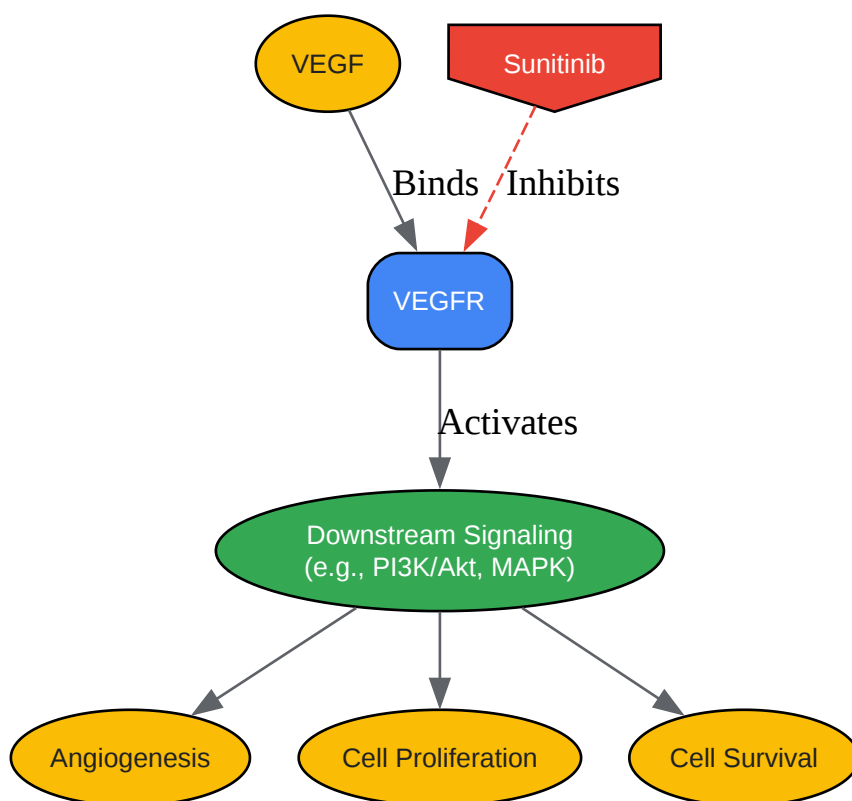 VEGF
Sunitinib
Binds
Inhibits
VEGFR
Activates
Downstream Signaling
(e.g., PI3K/Akt, MAPK)
Angiogenesis
Cell Proliferation
Cell Survival